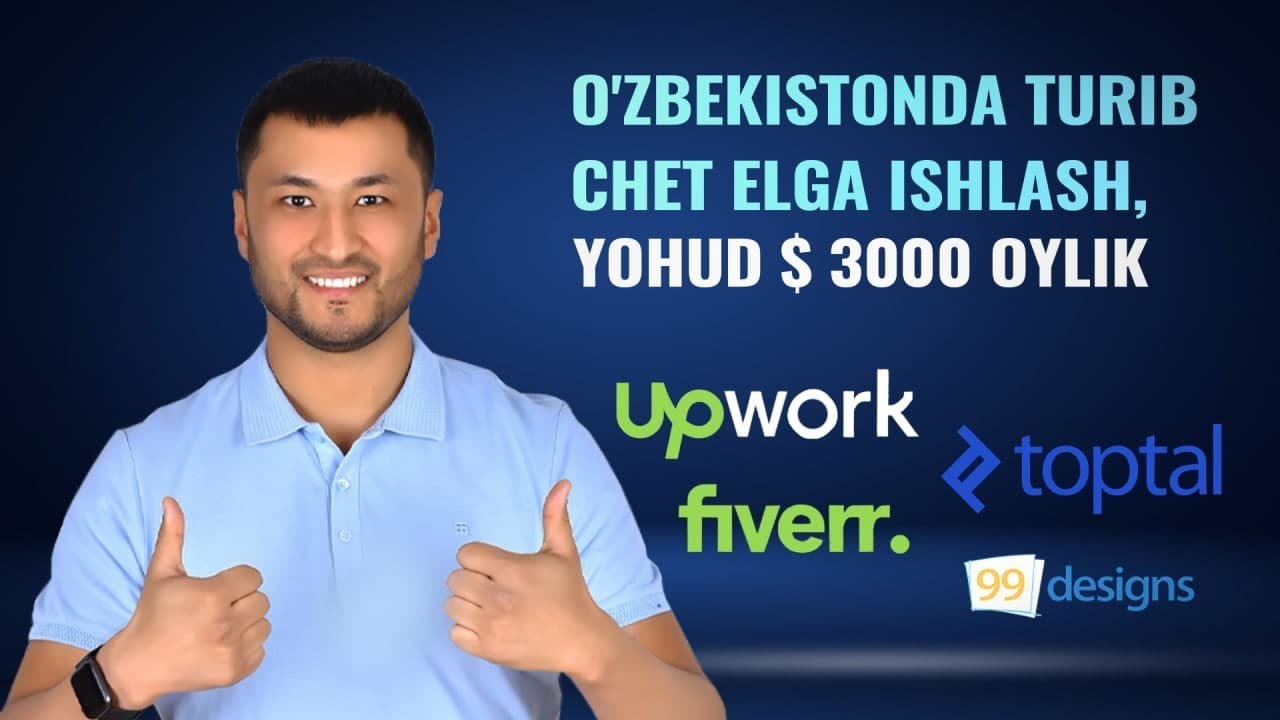 O'ZBEKISTONDA TURIB
CHET ELGA ISHLASH,
YOHUD $ 3000 OYLIK
upwork
toptal
fiverr.
99designs